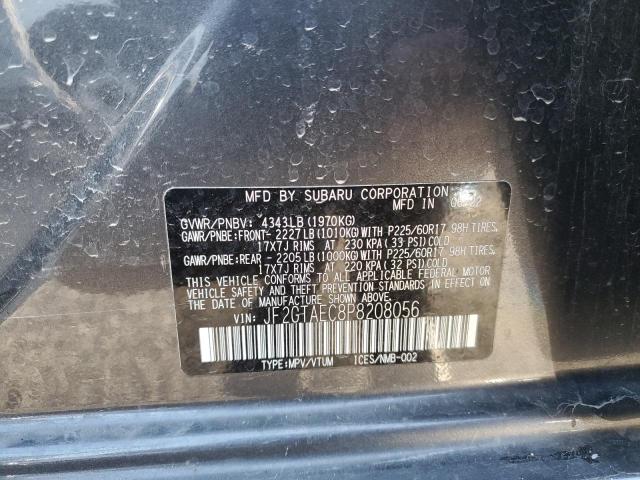 MFD BY SUBARU CORPORATION
MFD IN
GVWR/PNBV: 4343LB (1970KG)
GAWR/PNBE:FRONT- 2227LB (1010KG) WITH P225/60R17 98H TIRES,
17X7J RIMS AT 230 KPA (33 PSI) COLD
GAWR/PNBE:REAR - 2205LB (1000KG) WITH P225/60R17 98H TIRES,
17X7J RIMS AT 220 KPA (32 PSI) COLD
THIS VEHICLE CONFORMS TO ALL APPLICABLE FEDERAL MOTOR
VEHICLE SAFETY AND THEFT PREVENTION STANDARDS IN EFFECT ON
THE DATE OF MANUFACTURE SHOWN ABOVE.
VIN: JF2GTAEC8P8208056
TYPE:MPV/VTUM ICES/NMB-002